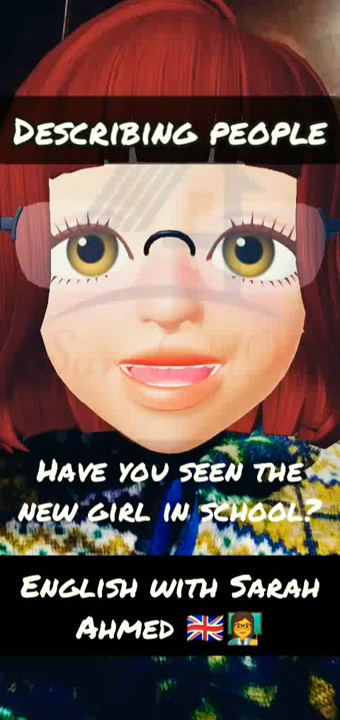 Describing people
Have you seen the
new girl in school?
English with Sarah
Ahmed 🇬🇧👩‍🏫